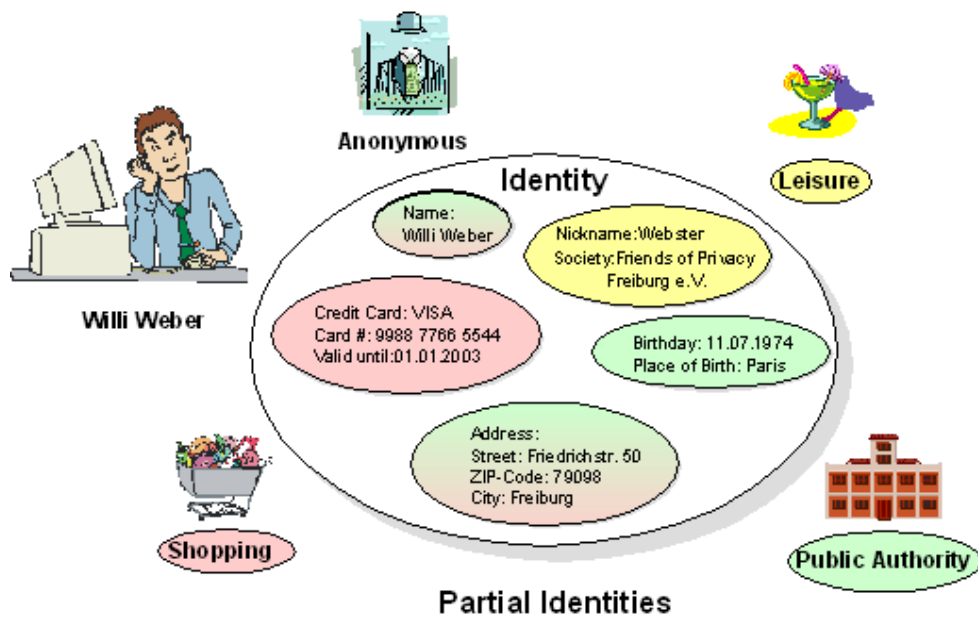 Anonymous
Leisure
Identity
Name:
Willi Weber
Nickname:Webster
Society:Friends of Privacy
Freiburg e.V.
Willi Weber
Credit Card: VISA
Card #: 9988 7766 5544
Valid until:01.01.2003
Birthday: 11.07.1974
Place of Birth: Paris
Address:
Street: Friedrichstr. 50
ZIP-Code: 79098
City: Freiburg
Shopping
Public Authority
Partial Identities